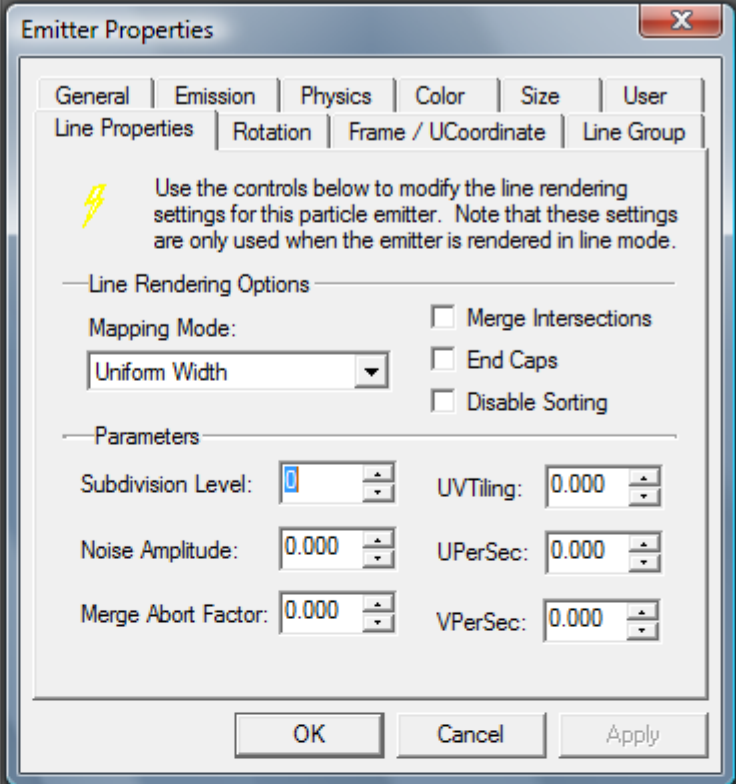 Emitter Properties
General Emission Physics Color Size User
Line Properties Rotation Frame / UCoordinate Line Group
Use the controls below to modify the line rendering
settings for this particle emitter. Note that these settings
are only used when the emitter is rendered in line mode.
Line Rendering Options
Mapping Mode:
Uniform Width
Merge Intersections
End Caps
Disable Sorting
Parameters
Subdivision Level: 0 UVTiling: 0.000
Noise Amplitude: 0.000 UPerSec: 0.000
Merge Abort Factor: 0.000 VPerSec: 0.000
OK Cancel Apply